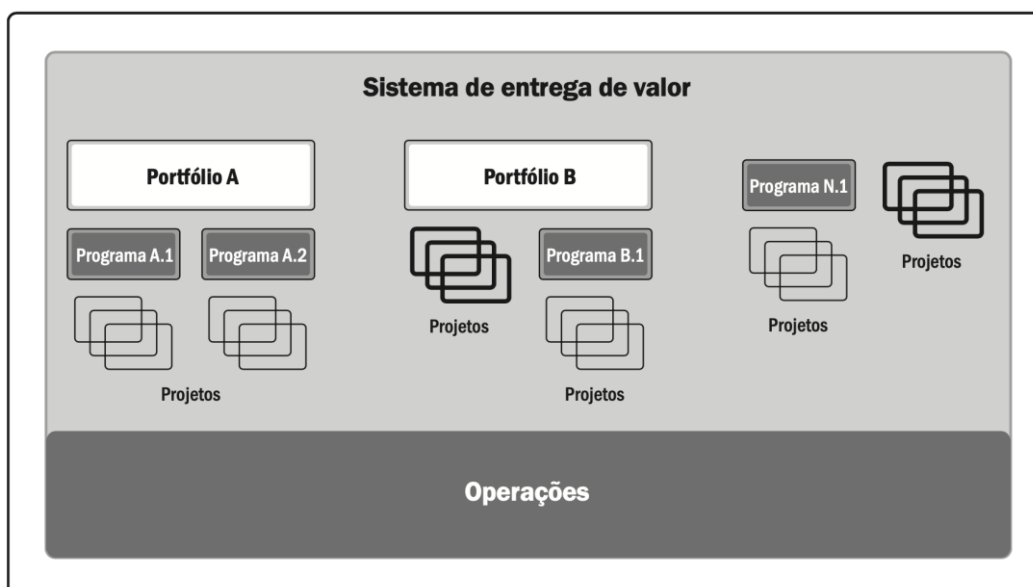 Sistema de entrega de valor
Portfólio A
Portfólio B
Programa N.1
Programa A.1
Programa A.2
Programa B.1
Projetos
Projetos
Projetos
Projetos
Projetos
Operações